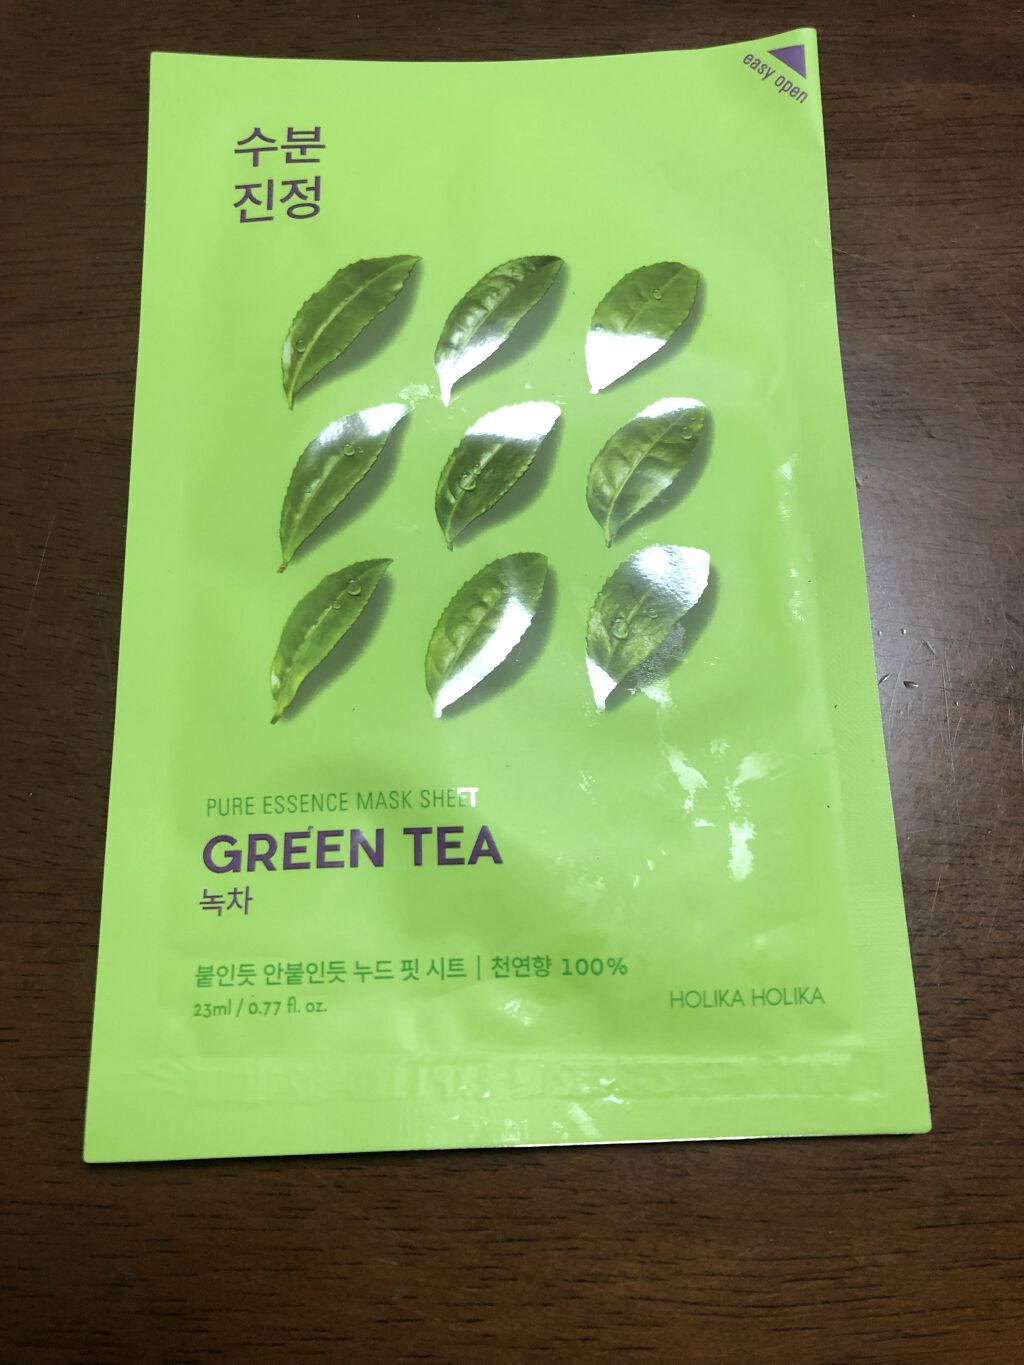 easy open
수분
진정
PURE ESSENCE MASK SHEET
GREEN TEA
녹차
붙인듯 안붙인듯 누드 핏 시트 | 천연향 100%
23ml / 0.77 fl. oz.
HOLIKA HOLIKA